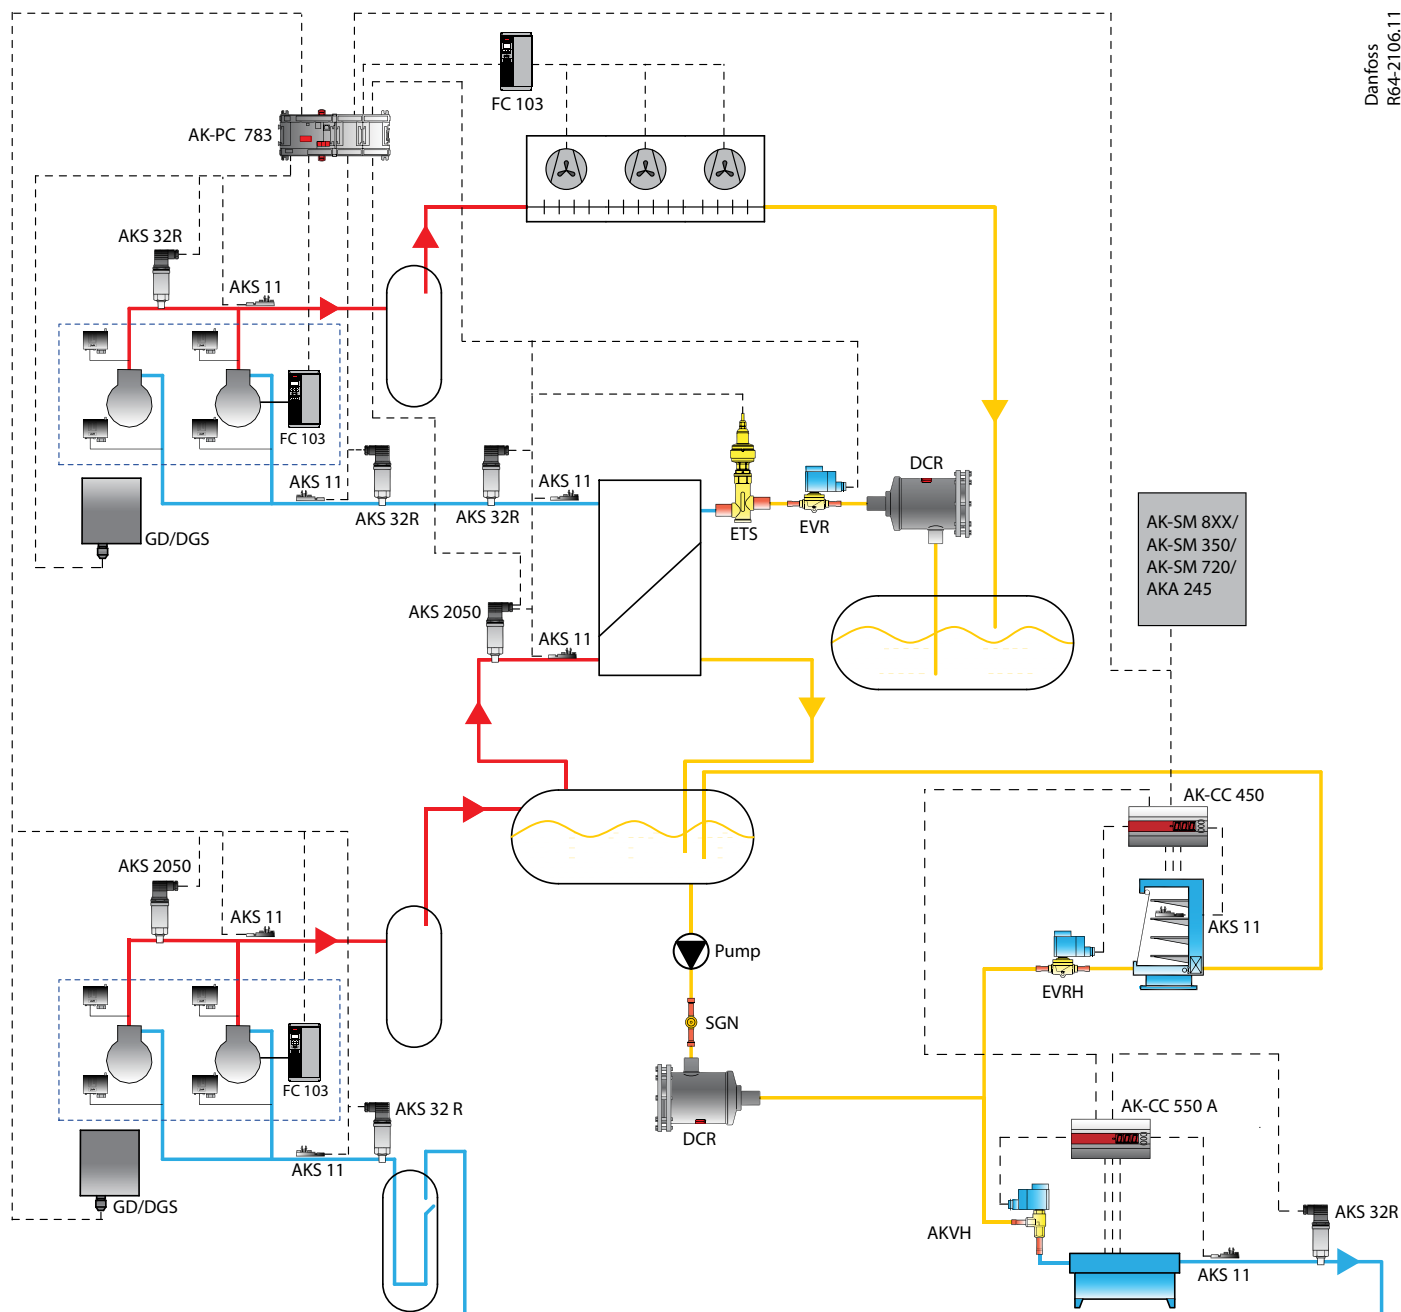 Danfoss
R64-2106.11
FC 103
AK-PC 783
AKS 32R
AKS 11
FC 103
AKS 11
AKS 32R
AKS 32R
AKS 11
GD/DGS
ETS
EVR
DCR
AK-SM 8XX/
AK-SM 350/
AK-SM 720/
AKA 245
AKS 2050
AKS 11
AK-CC 450
AKS 2050
AKS 11
AKS 11
Pump
EVRH
SGN
FC 103
AKS 32 R
AK-CC 550 A
DCR
AKS 11
GD/DGS
AKVH
AKS 32R
AKS 11